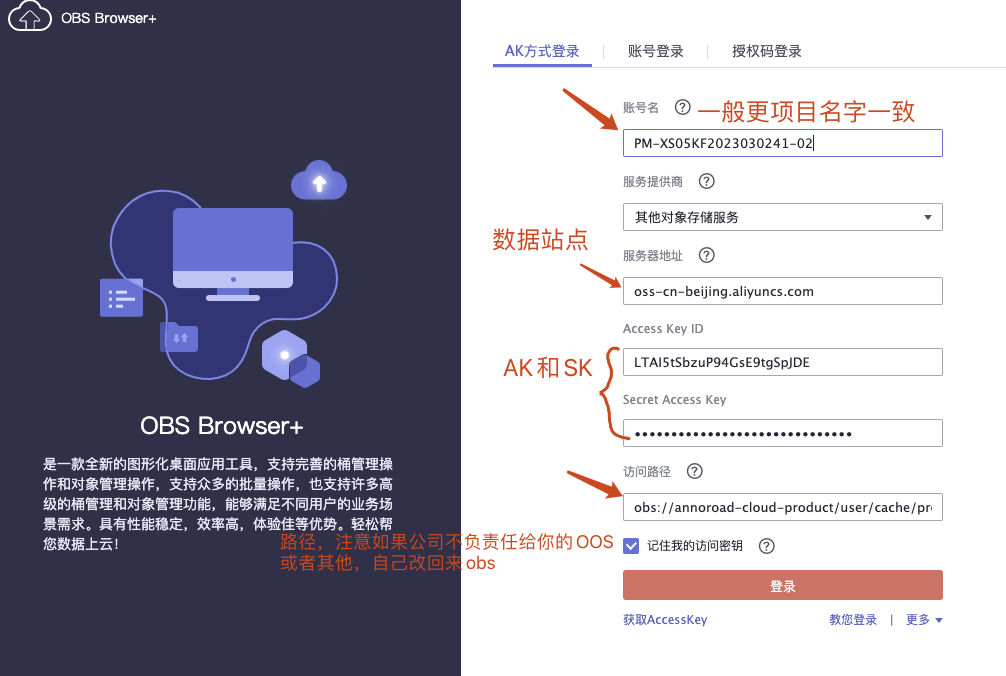 OBS Browser+
AK方式登录
账号登录
授权码登录
账号名
一般更项目名字一致
PM-XS05KF2023030241-02
服务提供商
其他对象存储服务
数据站点
服务器地址
oss-cn-beijing.aliyuncs.com
Access Key ID
AK和SK
LTAI5tSbzuP94GsE9tgSpJDE
Secret Access Key
••••••••••••••••••••••••••••••
访问路径
obs://annoroad-cloud-product/user/cache/pro
OBS Browser+
是一款全新的图形化桌面应用工具，支持完善的桶管理操
作和对象管理操作，支持众多的批量操作，也支持许多高
级的桶管理和对象管理功能，能够满足不同用户的业务场
景需求。具有性能稳定，效率高，体验佳等优势。轻松帮
您数据上云！
路径，注意如果公司不负责任给你的OOS
或者其他，自己改回来obs
记住我的访问密钥
登录
获取AccessKey
教您登录 | 更多